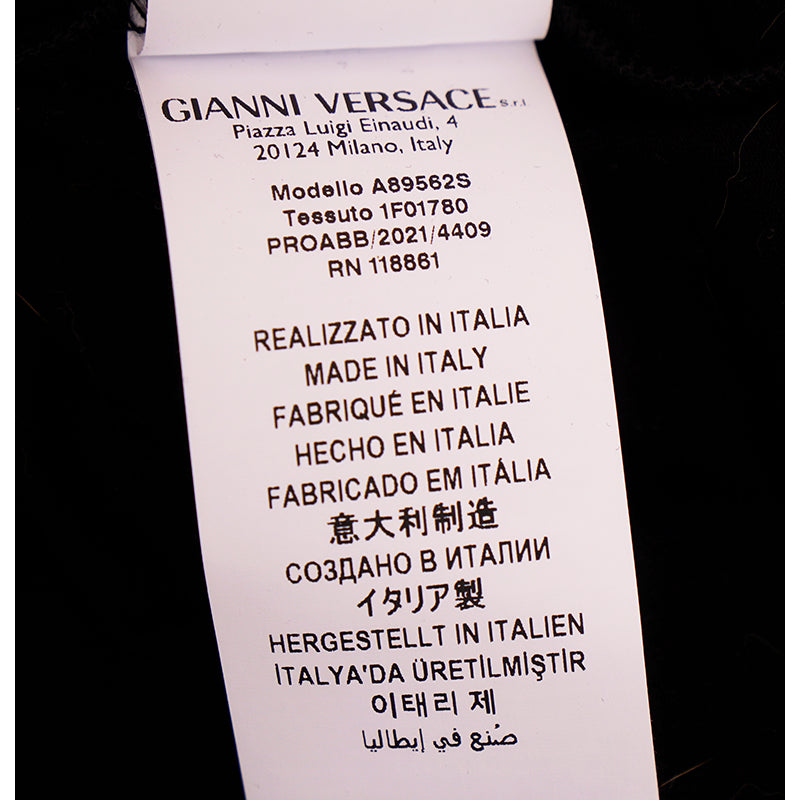 GIANNI VERSACE S.r.l.
Piazza Luigi Einaudi, 4
20124 Milano, Italy
Modello A89562S
Tessuto 1F01780
PROABB/2021/4409
RN 118861
REALIZZATO IN ITALIA
MADE IN ITALY
FABRIQUÉ EN ITALIE
HECHO EN ITALIA
FABRICADO EM ITÁLIA
意大利制造
СОЗДАНО В ИТАЛИИ
イタリア製
HERGESTELLT IN ITALIEN
İTALYA'DA ÜRETİLMİŞTİR
이태리 제
صُنع في إيطاليا